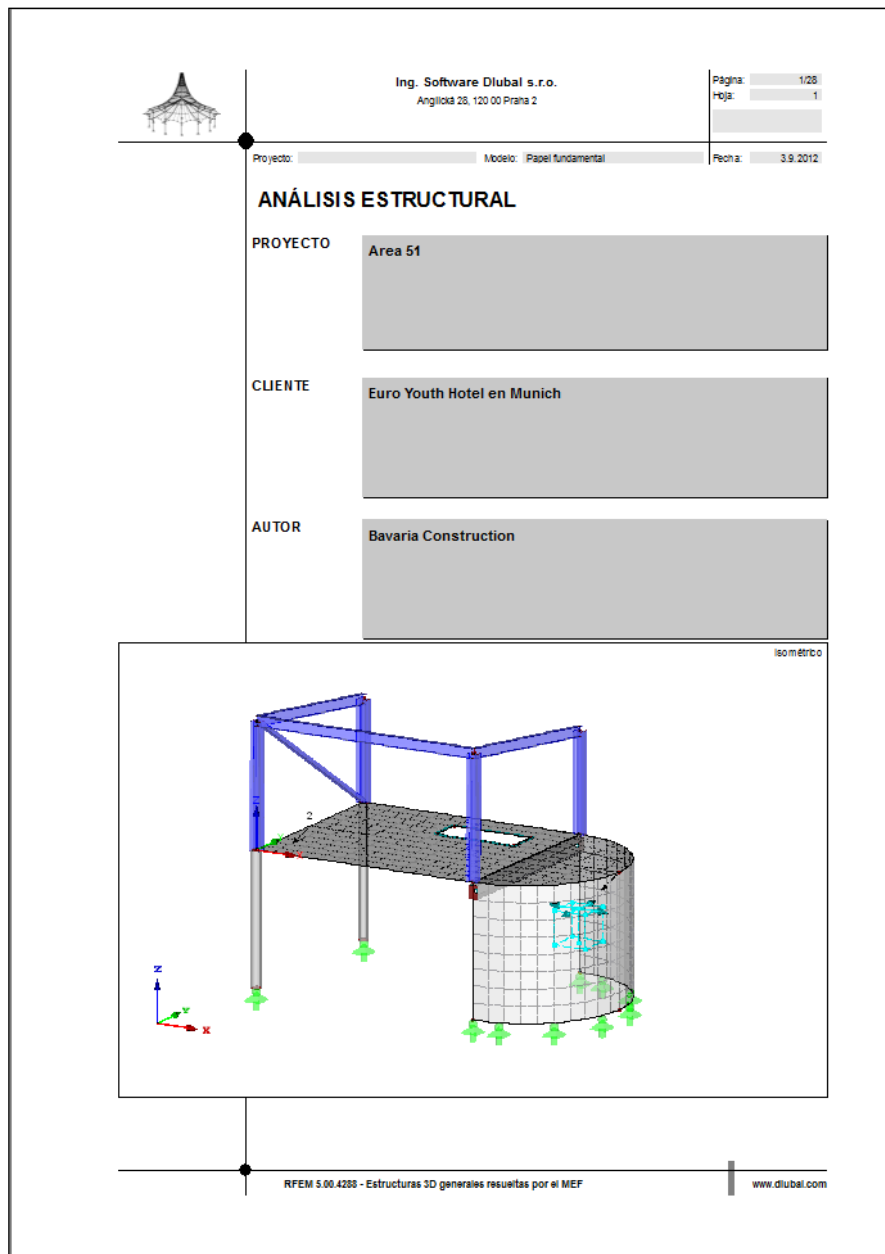 Ing. Software Dlubal s.r.o.
Anglická 28, 120 00 Praha 2
Página: 1/28
Hoja: 1
Proyecto:
Modelo: Papel fundamental
Fecha: 3.9.2012
ANÁLISIS ESTRUCTURAL
PROYECTO
Area 51
CLIENTE
Euro Youth Hotel en Munich
AUTOR
Bavaria Construction
Isométrico
Z
2
Y
X
Z
Y
X
RFEM 5.00.4288 - Estructuras 3D generales resueltas por el MEF
www.dlubal.com